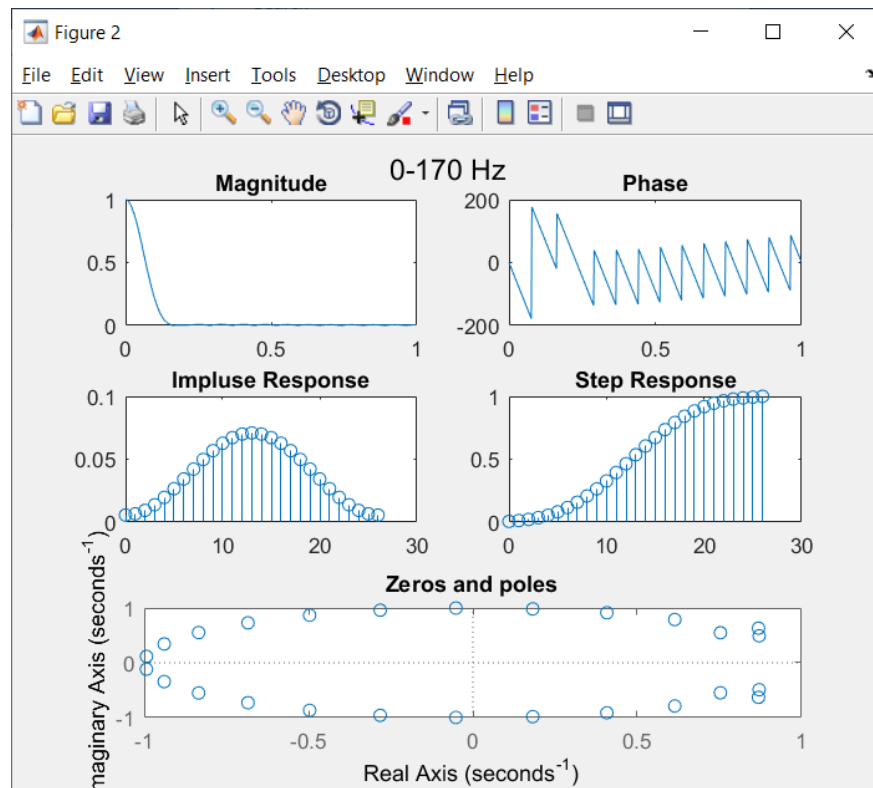 Figure 2
File Edit View Insert Tools Desktop Window Help
0-170 Hz
Magnitude
Phase
1
0.5
0
0 0.5 1
200
0
-200
0 0.5 1
Impluse Response
Step Response
0.1
0.05
0
0 10 20 30
1
0.5
0
0 10 20 30
Zeros and poles
maginary Axis (seconds⁻¹)
1
0
-1
-1 -0.5 0 0.5 1
Real Axis (seconds⁻¹)